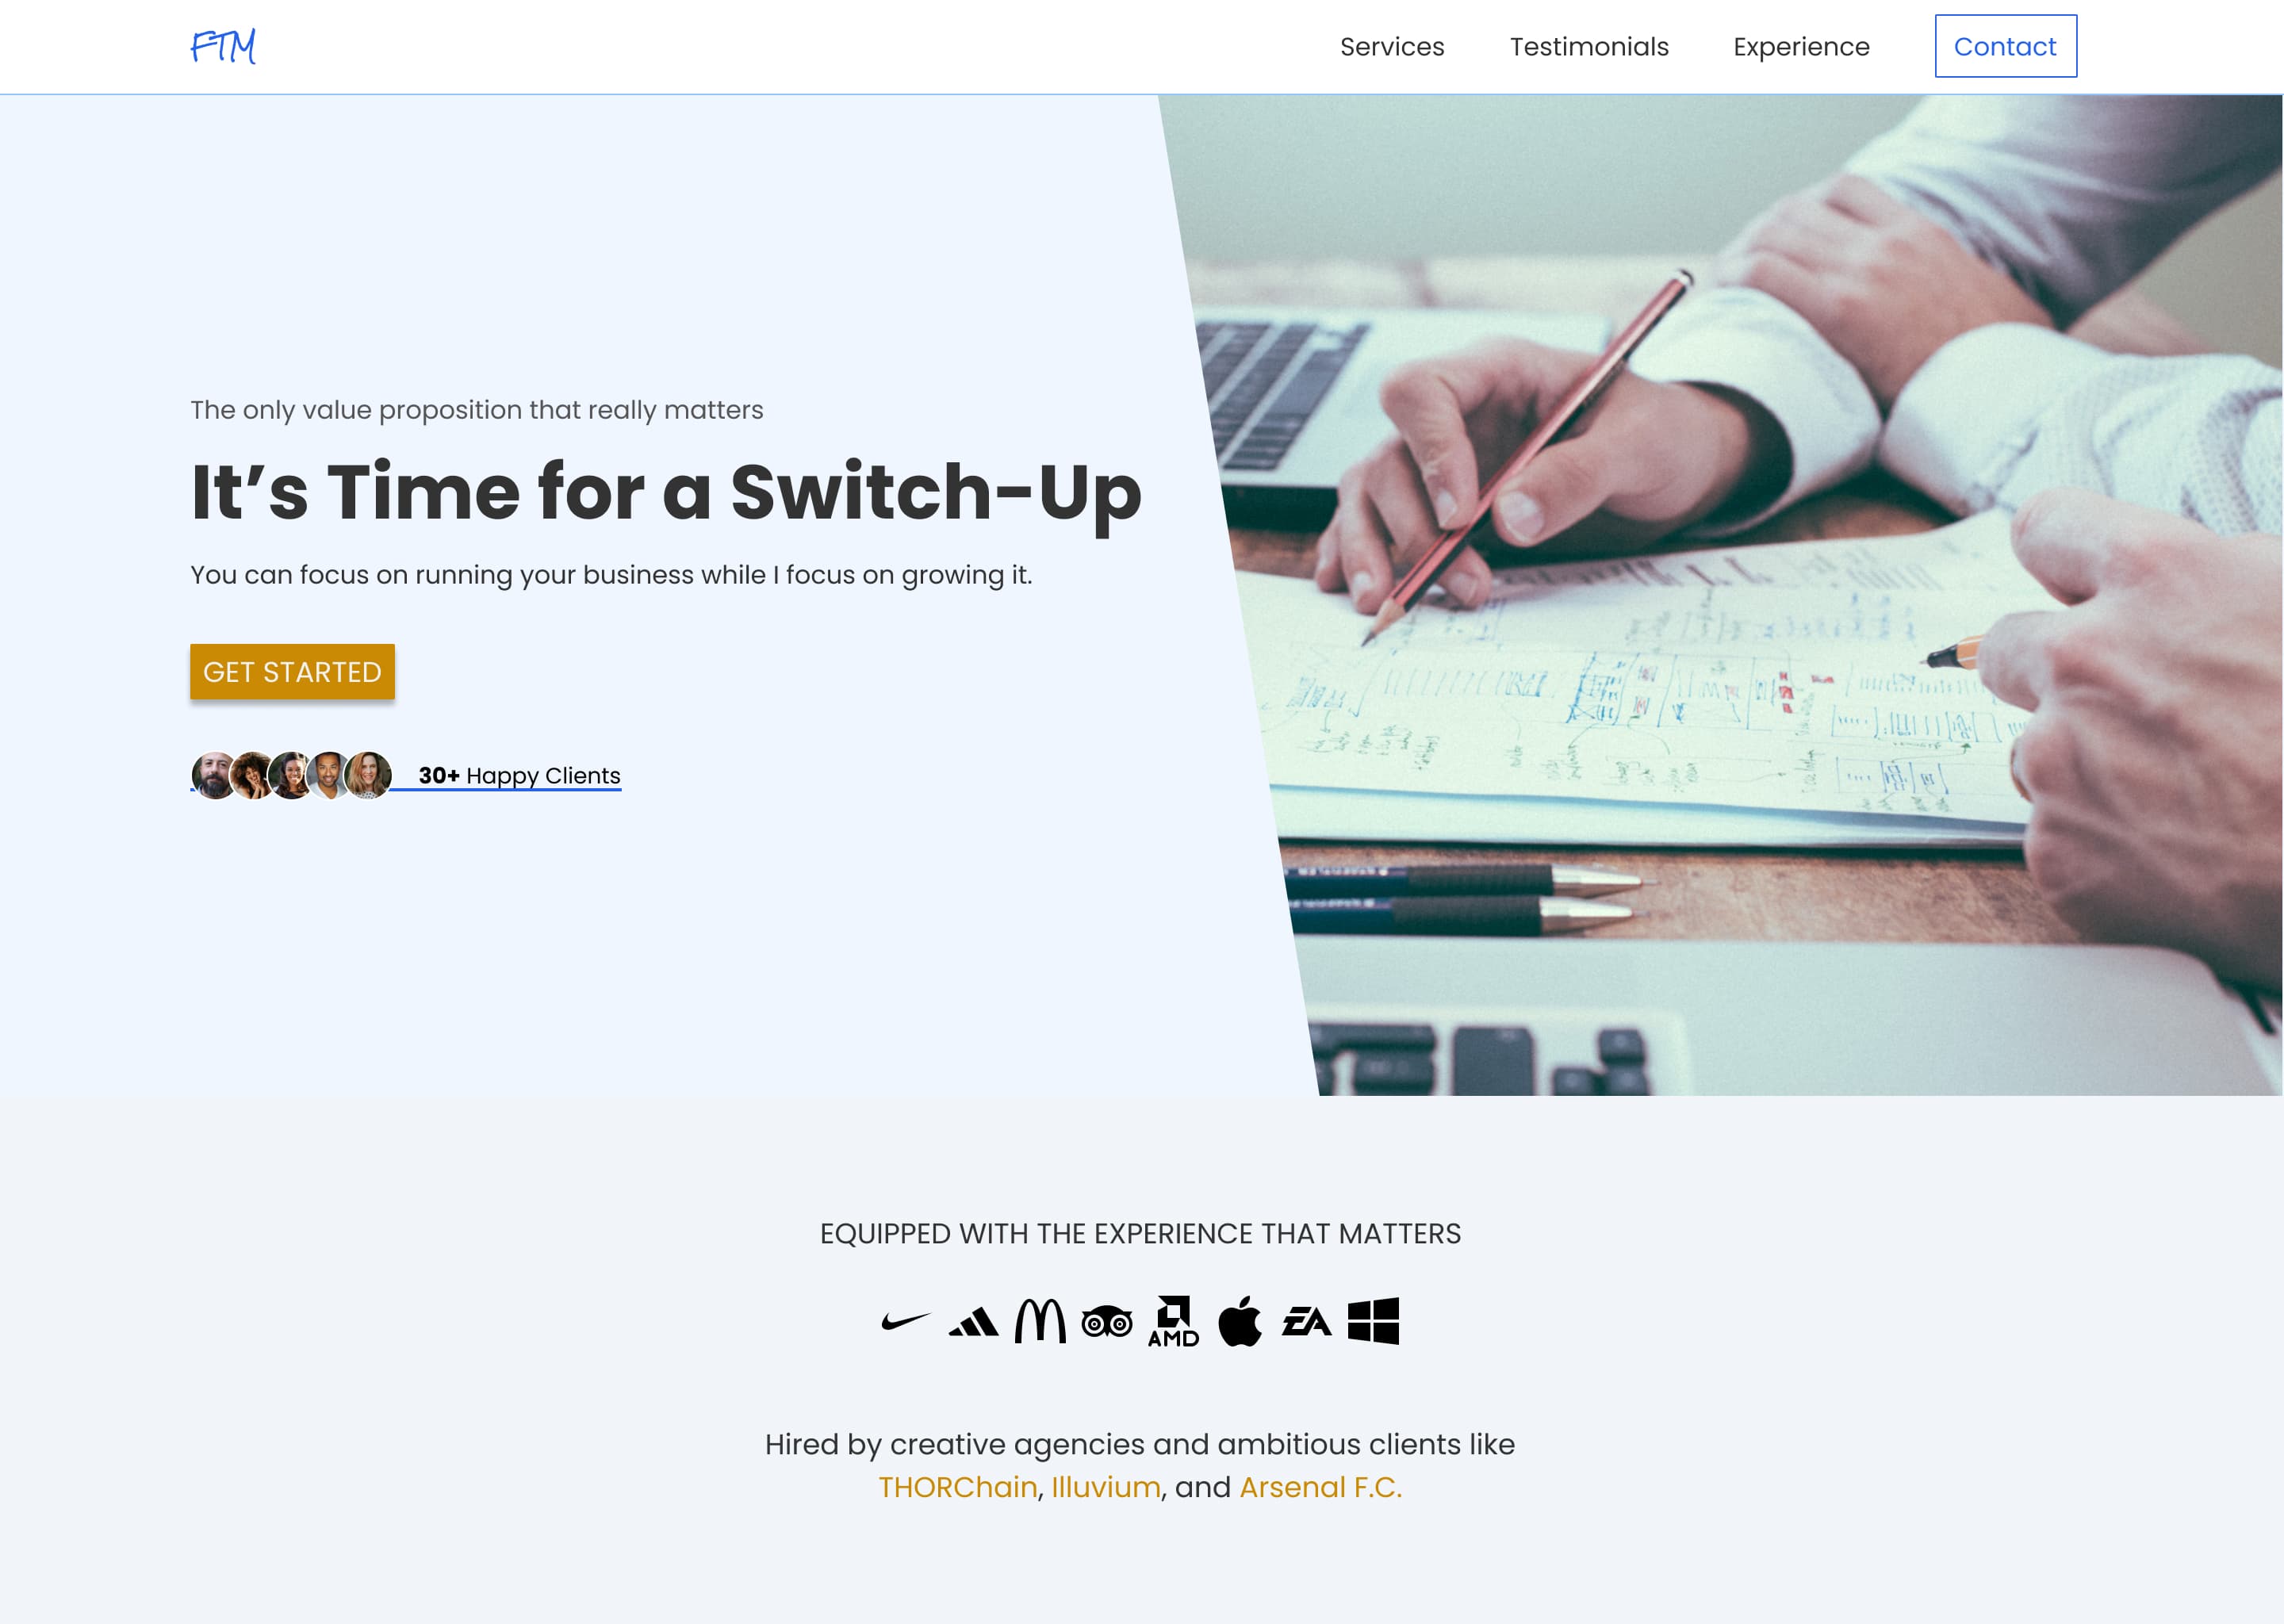 FTM
Services Testimonials Experience Contact
The only value proposition that really matters
It’s Time for a Switch-Up
You can focus on running your business while I focus on growing it.
GET STARTED
30+ Happy Clients
EQUIPPED WITH THE EXPERIENCE THAT MATTERS
AMD EA
Hired by creative agencies and ambitious clients like
THORChain, Illuvium, and Arsenal F.C.